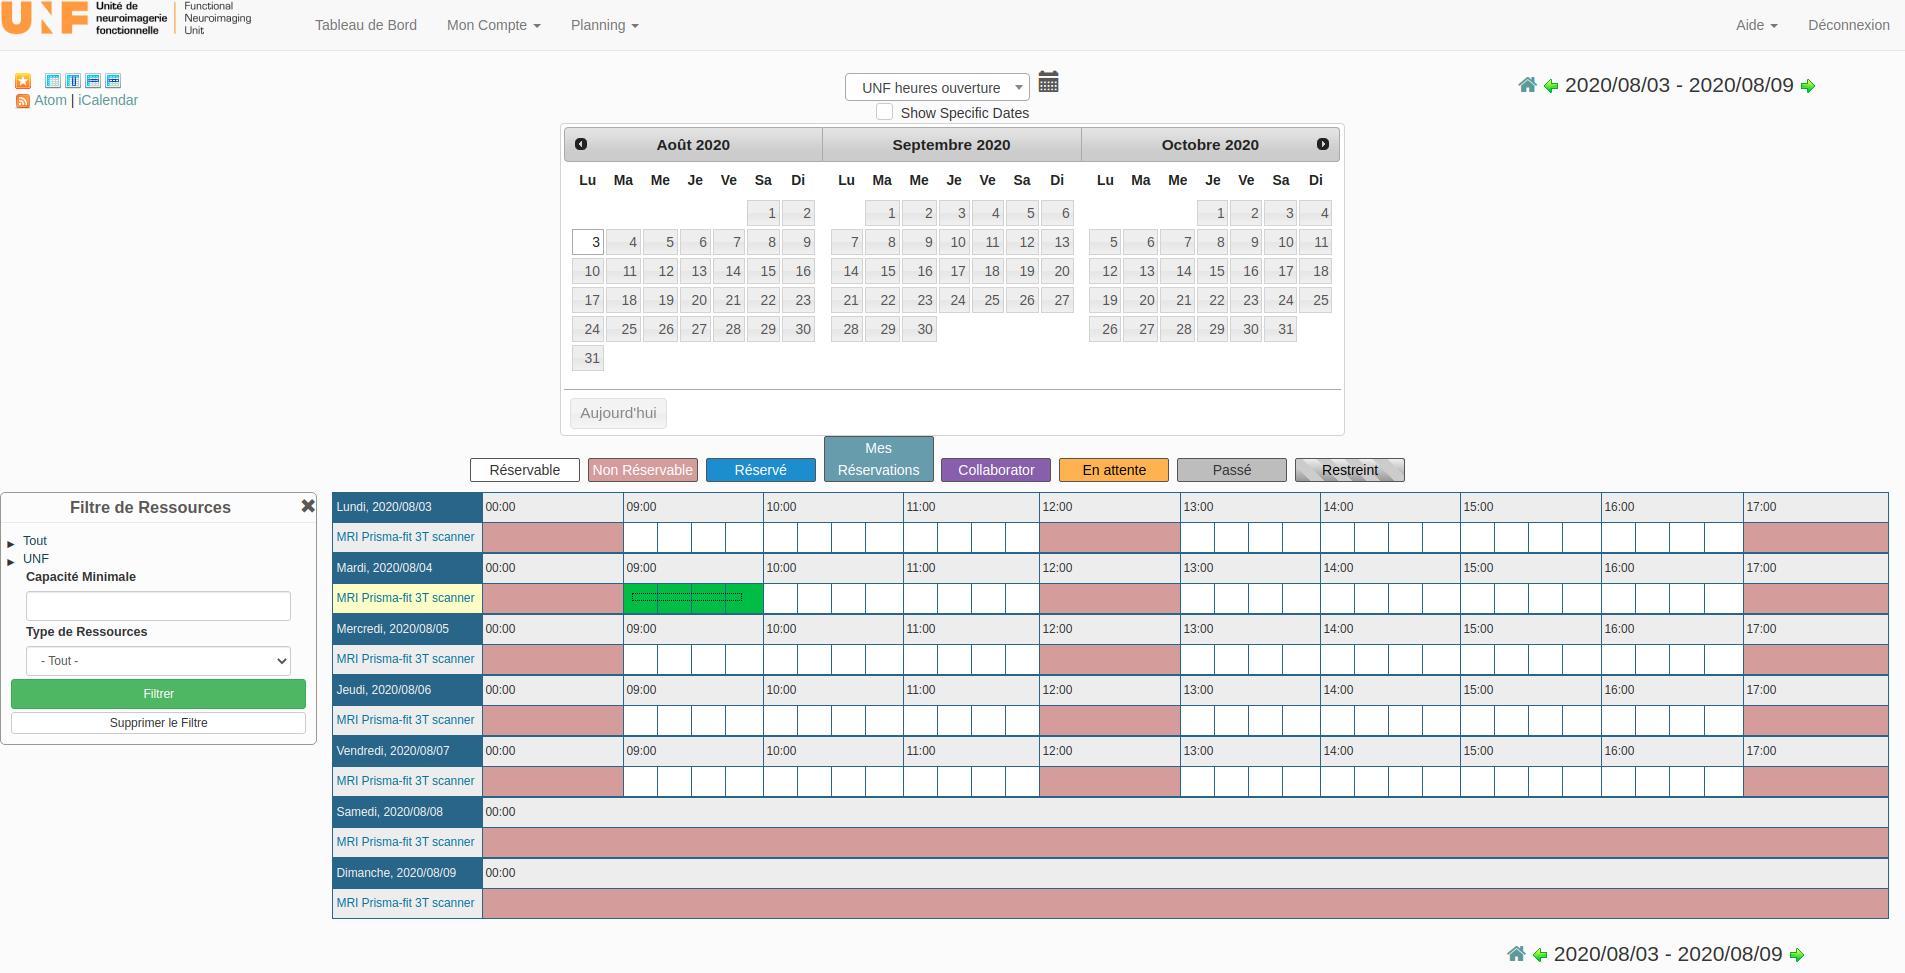 UNF Unité de neuroimagerie fonctionnelle Functional Neuroimaging Unit
Tableau de Bord Mon Compte Planning Aide Déconnexion
Atom | iCalendar
UNF heures ouverture
Show Specific Dates
2020/08/03 - 2020/08/09
Août 2020 Septembre 2020 Octobre 2020
Lu Ma Me Je Ve Sa Di Lu Ma Me Je Ve Sa Di Lu Ma Me Je Ve Sa Di
1 2 1 2 3 4 5 6 1 2 3 4
3 4 5 6 7 8 9 7 8 9 10 11 12 13 5 6 7 8 9 10 11
10 11 12 13 14 15 16 14 15 16 17 18 19 20 12 13 14 15 16 17 18
17 18 19 20 21 22 23 21 22 23 24 25 26 27 19 20 21 22 23 24 25
24 25 26 27 28 29 30 28 29 30 26 27 28 29 30 31
31
Aujourd'hui
Réservable Non Réservable Réservé Mes Réservations Collaborator En attente Passé Restreint
Filtre de Ressources
Tout
UNF
Capacité Minimale
Type de Ressources
- Tout -
Filtrer
Supprimer le Filtre
Lundi, 2020/08/03 00:00 09:00 10:00 11:00 12:00 13:00 14:00 15:00 16:00 17:00
MRI Prisma-fit 3T scanner
Mardi, 2020/08/04 00:00 09:00 10:00 11:00 12:00 13:00 14:00 15:00 16:00 17:00
MRI Prisma-fit 3T scanner
Mercredi, 2020/08/05 00:00 09:00 10:00 11:00 12:00 13:00 14:00 15:00 16:00 17:00
MRI Prisma-fit 3T scanner
Jeudi, 2020/08/06 00:00 09:00 10:00 11:00 12:00 13:00 14:00 15:00 16:00 17:00
MRI Prisma-fit 3T scanner
Vendredi, 2020/08/07 00:00 09:00 10:00 11:00 12:00 13:00 14:00 15:00 16:00 17:00
MRI Prisma-fit 3T scanner
Samedi, 2020/08/08 00:00
MRI Prisma-fit 3T scanner
Dimanche, 2020/08/09 00:00
MRI Prisma-fit 3T scanner
2020/08/03 - 2020/08/09